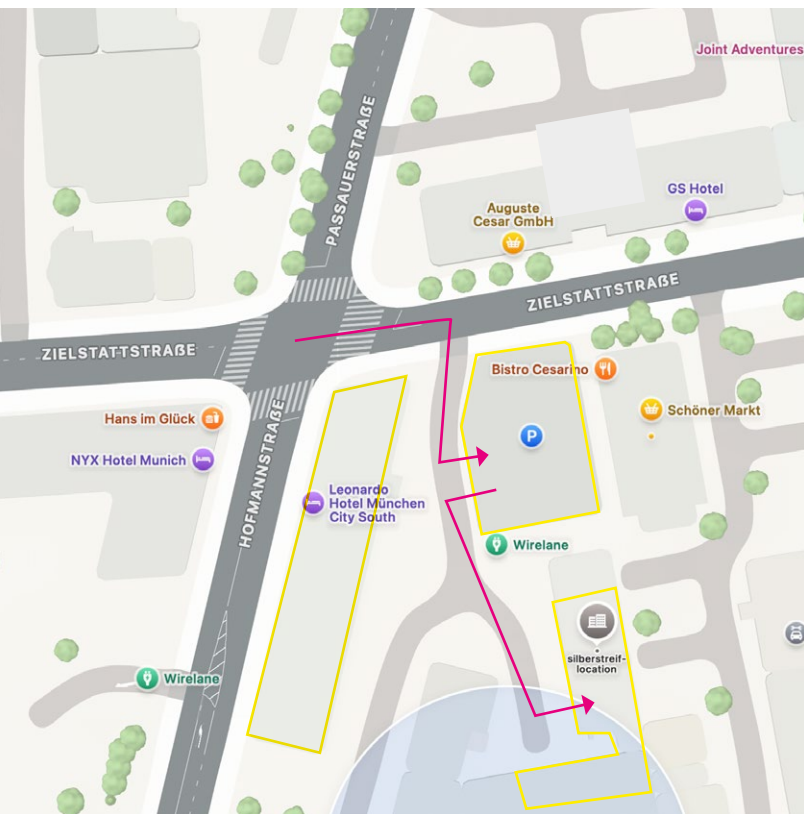 Joint Adventures
PASSAUERSTRAßE
GS Hotel
Auguste
Cesar GmbH
ZIELSTATTSTRAßE
ZIELSTATTSTRAßE
Bistro Cesarino
Hans im Glück
Schöner Markt
P
NYX Hotel Munich
HOFMANNSTRAßE
Leonardo
Hotel München
City South
Wirelane
silberstreif-
location
Wirelane